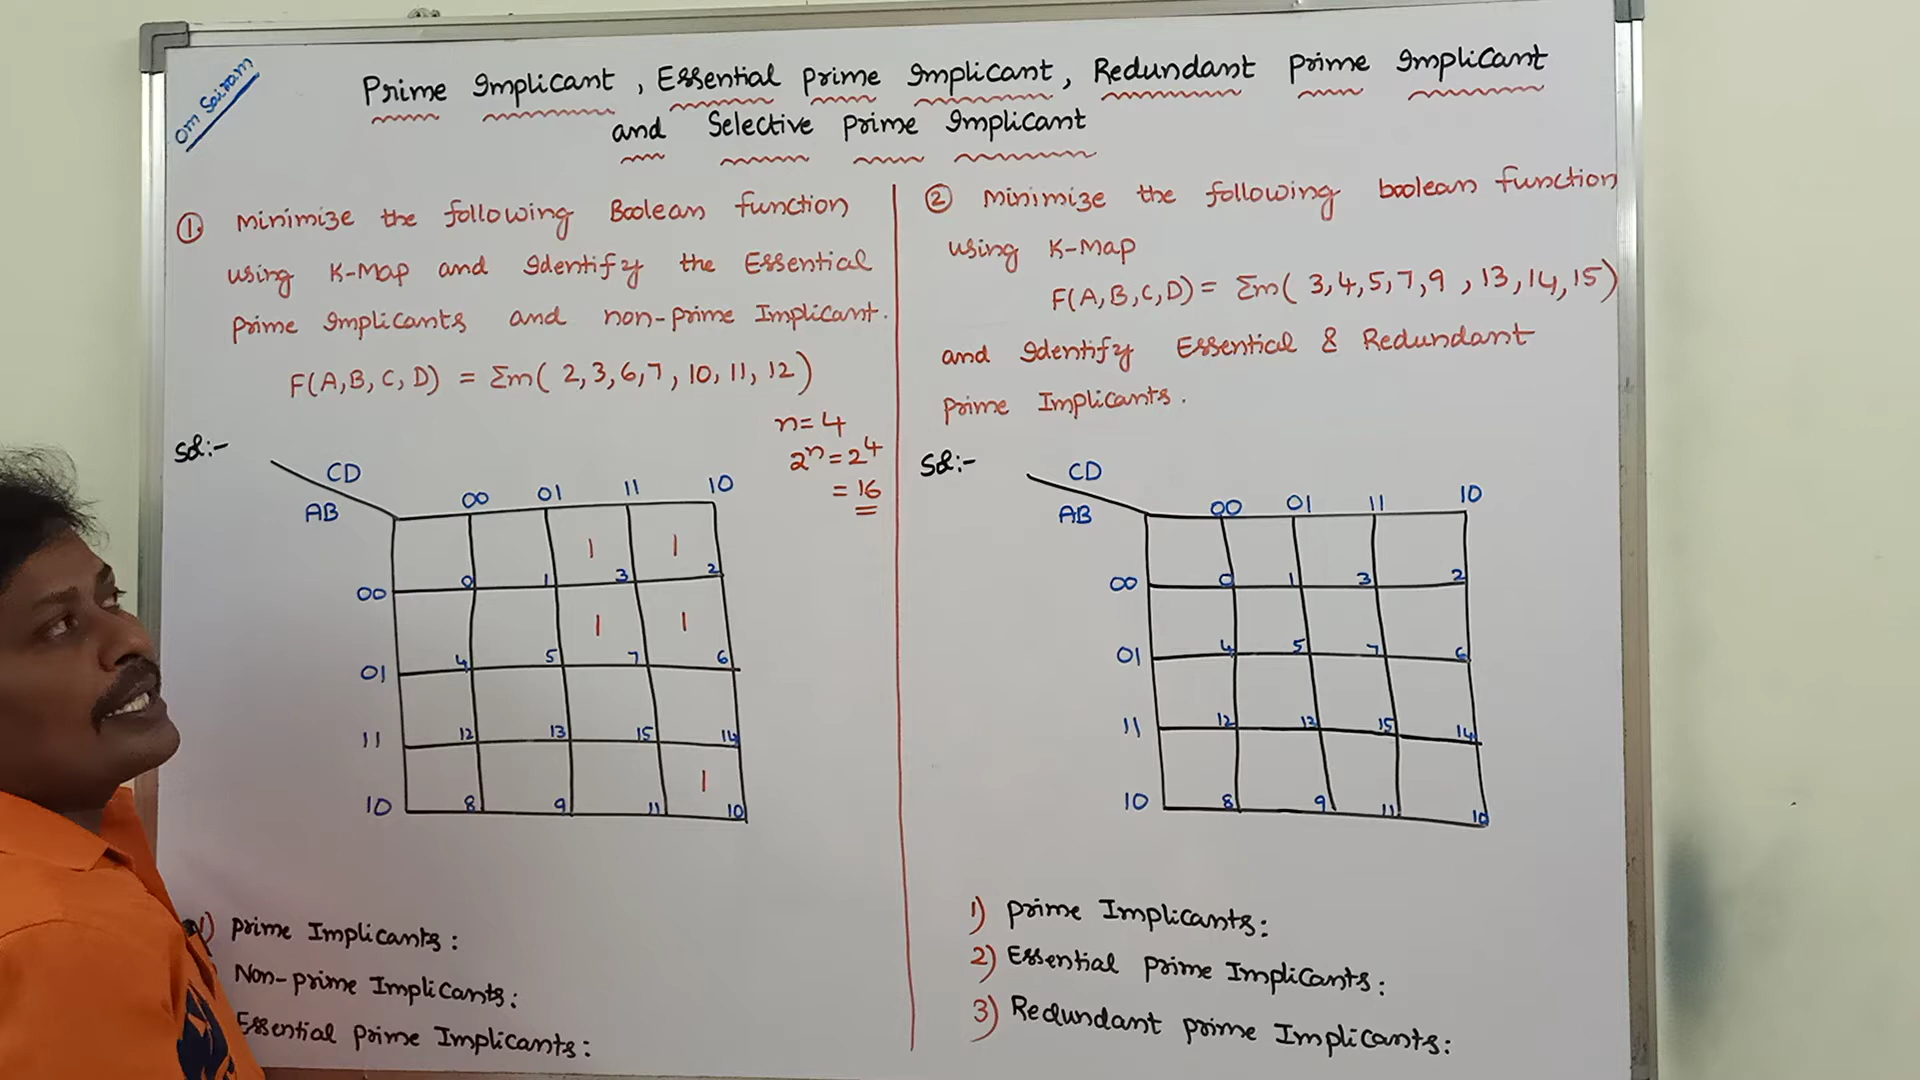 Om Sairam
Prime Implicant, Essential Prime Implicant, Redundant Prime Implicant
and Selective Prime Implicant
① Minimize the following Boolean function
using K-Map and Identify the Essential
Prime Implicants and non-prime Implicant.
F(A,B,C,D) = Σm( 2,3,6,7,10,11,12)
n=4
2ⁿ=2⁴
=16
Sol:-
CD
AB
00 01 11 10
1 1
0 1 3 2
00
1 1
4 5 7 6
01
12 13 15 14
11
1
8 9 11 10
10
1) Prime Implicants:
Non-prime Implicants:
Essential Prime Implicants:
② Minimize the following boolean function
using K-Map
F(A,B,C,D) = Σm( 3,4,5,7,9 ,13,14,15)
and Identify Essential & Redundant
Prime Implicants.
Sol:-
CD
AB
00 01 11 10
0 1 3 2
00
4 5 7 6
01
12 13 15 14
11
8 9 11 10
10
1) Prime Implicants:
2) Essential Prime Implicants:
3) Redundant Prime Implicants: